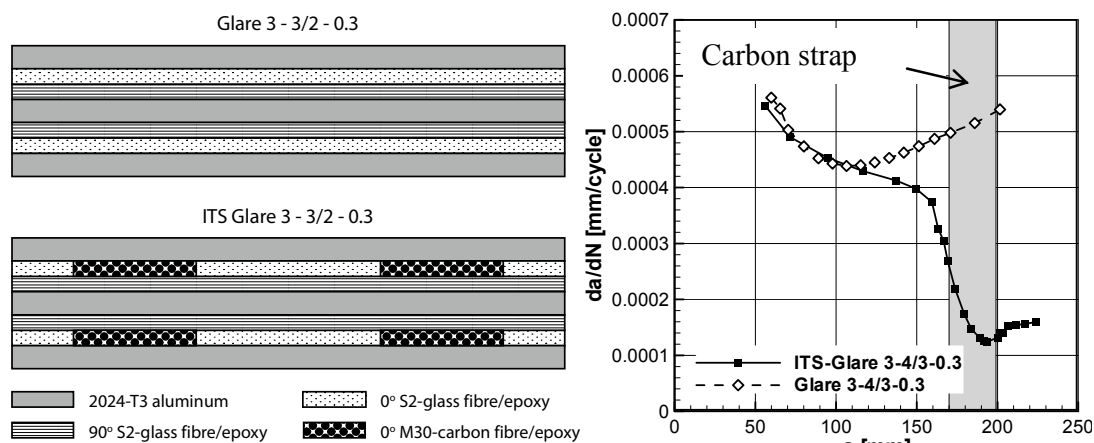 Glare 3 - 3/2 - 0.3
ITS Glare 3 - 3/2 - 0.3
2024-T3 aluminum
0° S2-glass fibre/epoxy
90° S2-glass fibre/epoxy
0° M30-carbon fibre/epoxy
0.0007
0.0006
0.0005
0.0004
0.0003
0.0002
0.0001
0
da/dN [mm/cycle]
Carbon strap
ITS-Glare 3-4/3-0.3
Glare 3-4/3-0.3
0
50
100
150
200
250
a [mm]